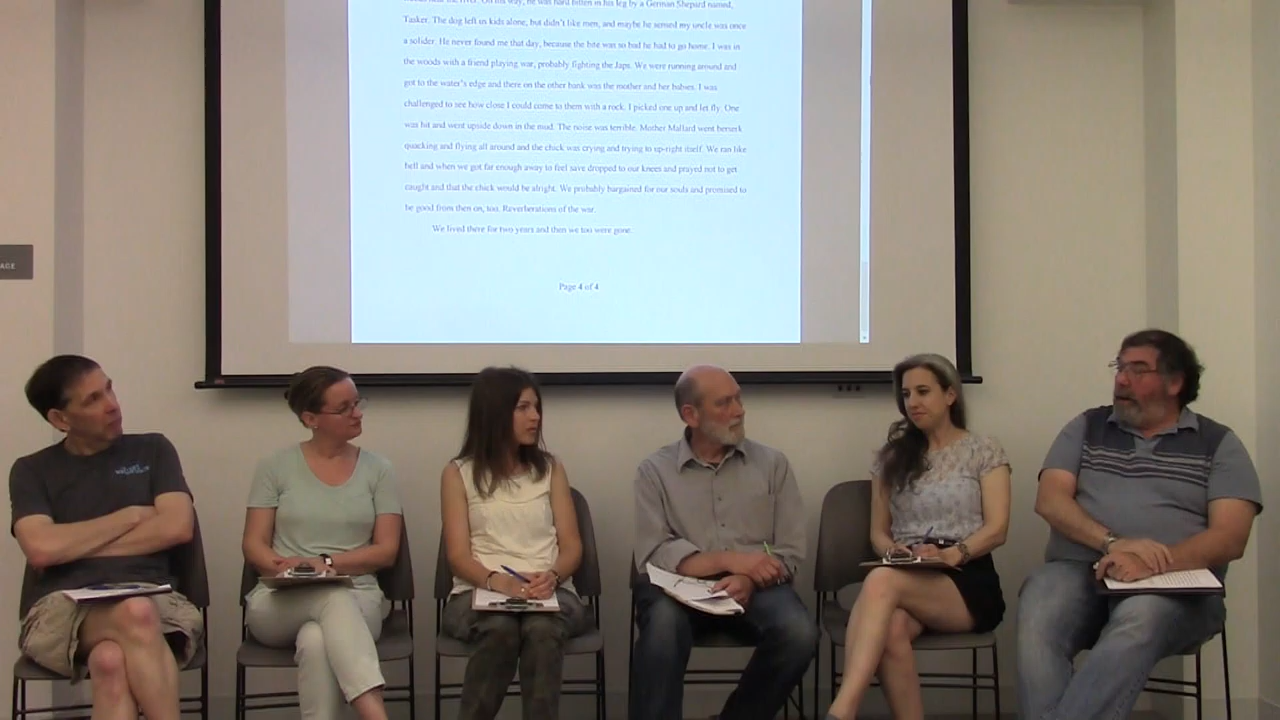 woods near the river. On his way, he was hard bitten in his leg by a German Shepard named,
Tasker. The dog left us kids alone, but didn't like men, and maybe he sensed my uncle was once
a solider. He never found me that day, because the bite was so bad he had to go home. I was in
the woods with a friend playing war, probably fighting the Japs. We were running around and
got to the water's edge and there on the other bank was the mother and her babies. I was
challenged to see how close I could come to them with a rock. I picked one up and let fly. One
was hit and went upside down in the mud. The noise was terrible. Mother Mallard went berserk
quacking and flying all around and the chick was crying and trying to up-right itself. We ran like
hell and when we got far enough away to feel save dropped to our knees and prayed not to get
caught and that the chick would be alright. We probably bargained for our souls and promised to
be good from then on, too. Reverberations of the war.
We lived there for two years and then we too were gone.
Page 4 of 4